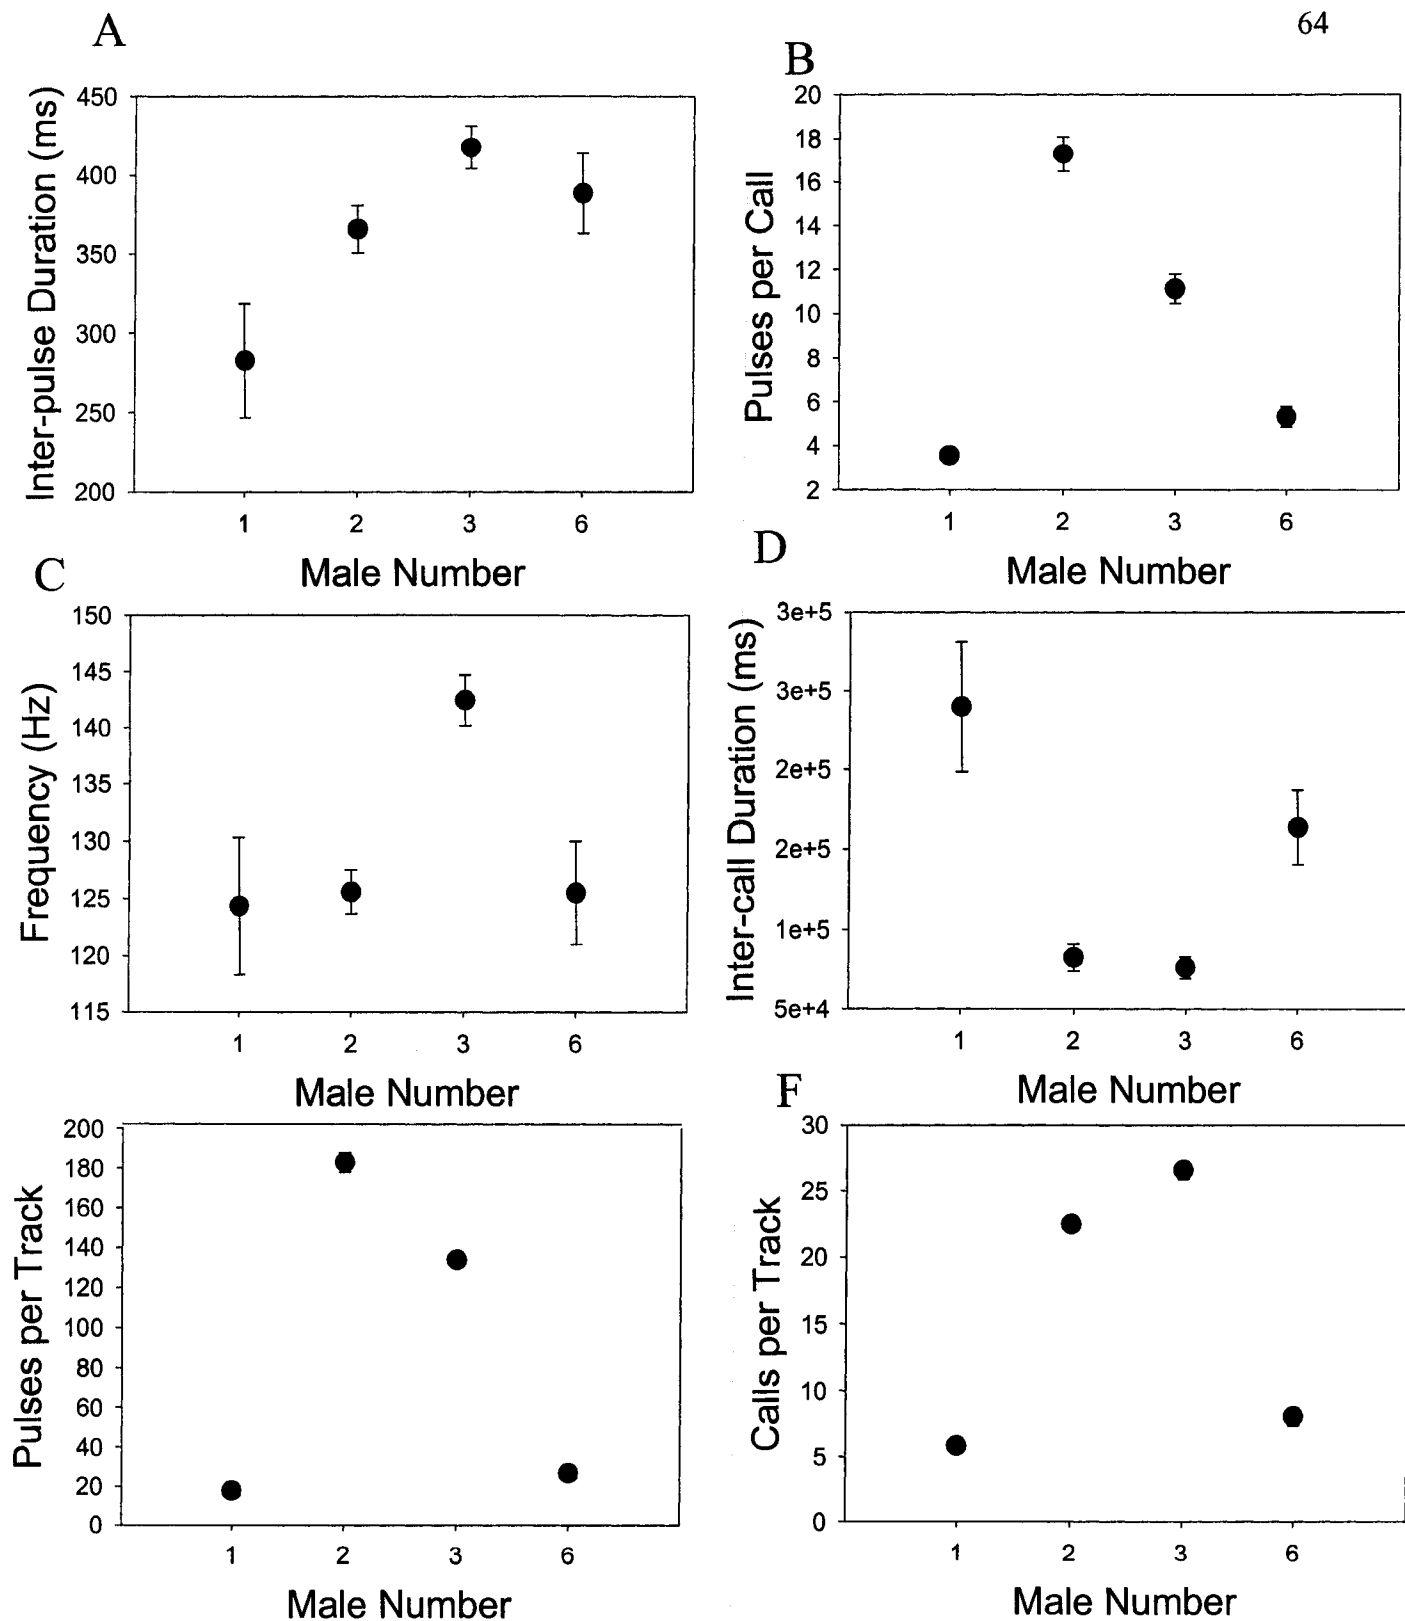 64
A
Inter-pulse Duration (ms)
450
400
350
300
250
200
1 2 3 6
Male Number
B
Pulses per Call
20
18
16
14
12
10
8
6
4
2
1 2 3 6
Male Number
C
Frequency (Hz)
150
145
140
135
130
125
120
115
1 2 3 6
Male Number
D
Inter-call Duration (ms)
3e+5
3e+5
2e+5
2e+5
1e+5
5e+4
1 2 3 6
Male Number
Pulses per Track
200
180
160
140
120
100
80
60
40
20
0
1 2 3 6
Male Number
F
Calls per Track
30
25
20
15
10
5
0
1 2 3 6
Male Number